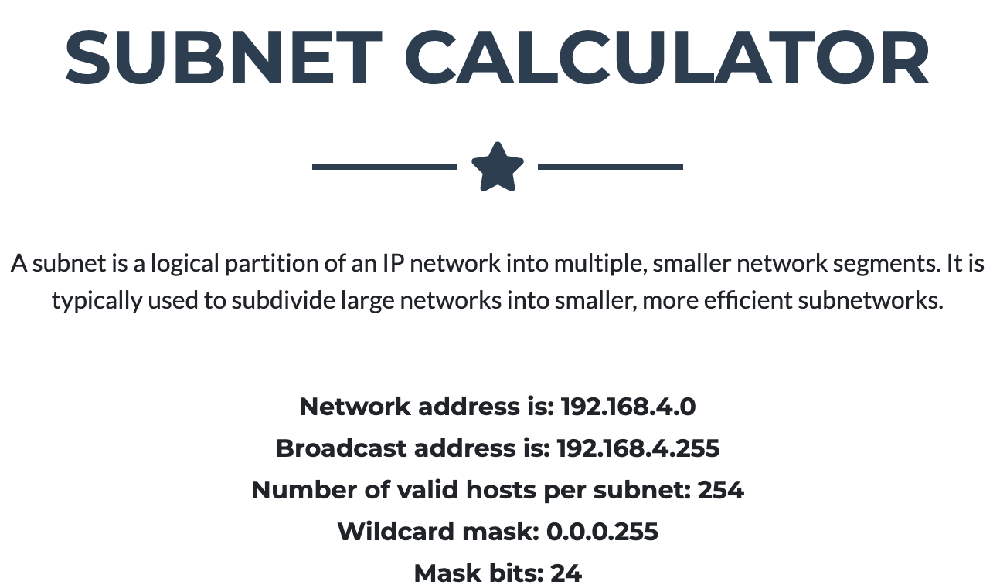 SUBNET CALCULATOR
A subnet is a logical partition of an IP network into multiple, smaller network segments. It is
typically used to subdivide large networks into smaller, more efficient subnetworks.
Network address is: 192.168.4.0
Broadcast address is: 192.168.4.255
Number of valid hosts per subnet: 254
Wildcard mask: 0.0.0.255
Mask bits: 24